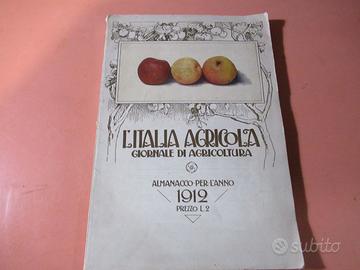 L'ITALIA AGRICOLA
GIORNALE DI AGRICOLTURA
ALMANACCO PER L'ANNO
1912
PREZZO L.2
subito